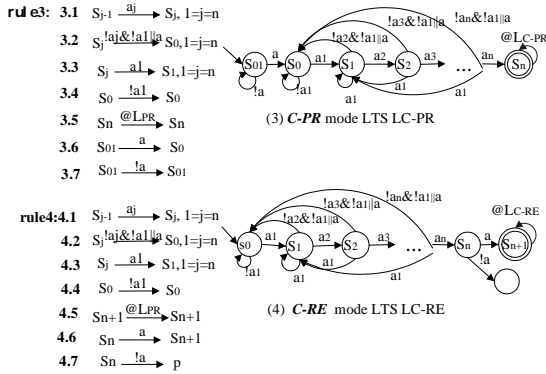 rule3: 3.1 Sj-1 aj Sj, 1=j=n
3.2 Sj !aj&!a1||a S0,1=j=n
3.3 Sj a1 S1,1=j=n
3.4 S0 !a1 S0
3.5 Sn @LPR Sn
3.6 S01 a S0
3.7 S01 !a S01
!an&!a1||a
!a3&!a1||a
!a2&!a1||a
@LC-PR
S01 a S0 a1 S1 a2 S2 a3 ... an Sn
!a !a1 a1 a1 a1
(3) C-PR mode LTS LC-PR
rule4:4.1 Sj-1 aj Sj, 1=j=n
4.2 Sj !aj&!a1||a S0,1=j=n
4.3 Sj a1 S1,1=j=n
4.4 S0 !a1 S0
4.5 Sn+1 @LPR Sn+1
4.6 Sn a Sn+1
4.7 Sn !a p
!an&!a1||a
!a3&!a1||a
!a2&!a1||a
@LC-RE
s0 a1 S1 a2 S2 a3 ... an Sn a Sn+1
!a1 a1 a1 a1 !a
(4) C-RE mode LTS LC-RE